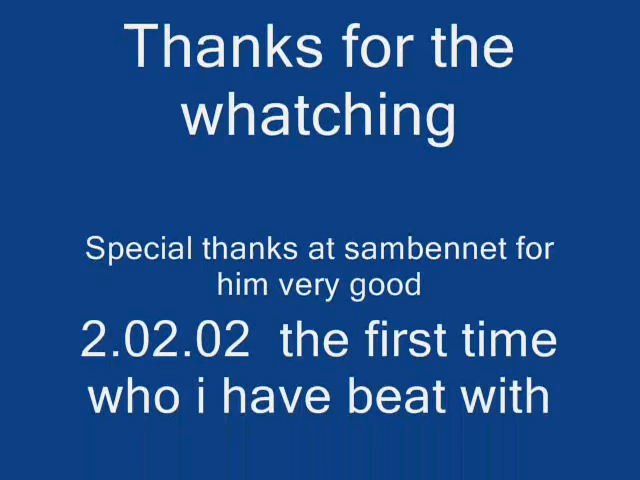 Thanks for the
whatching
Special thanks at sambennet for
him very good
2.02.02 the first time
who i have beat with